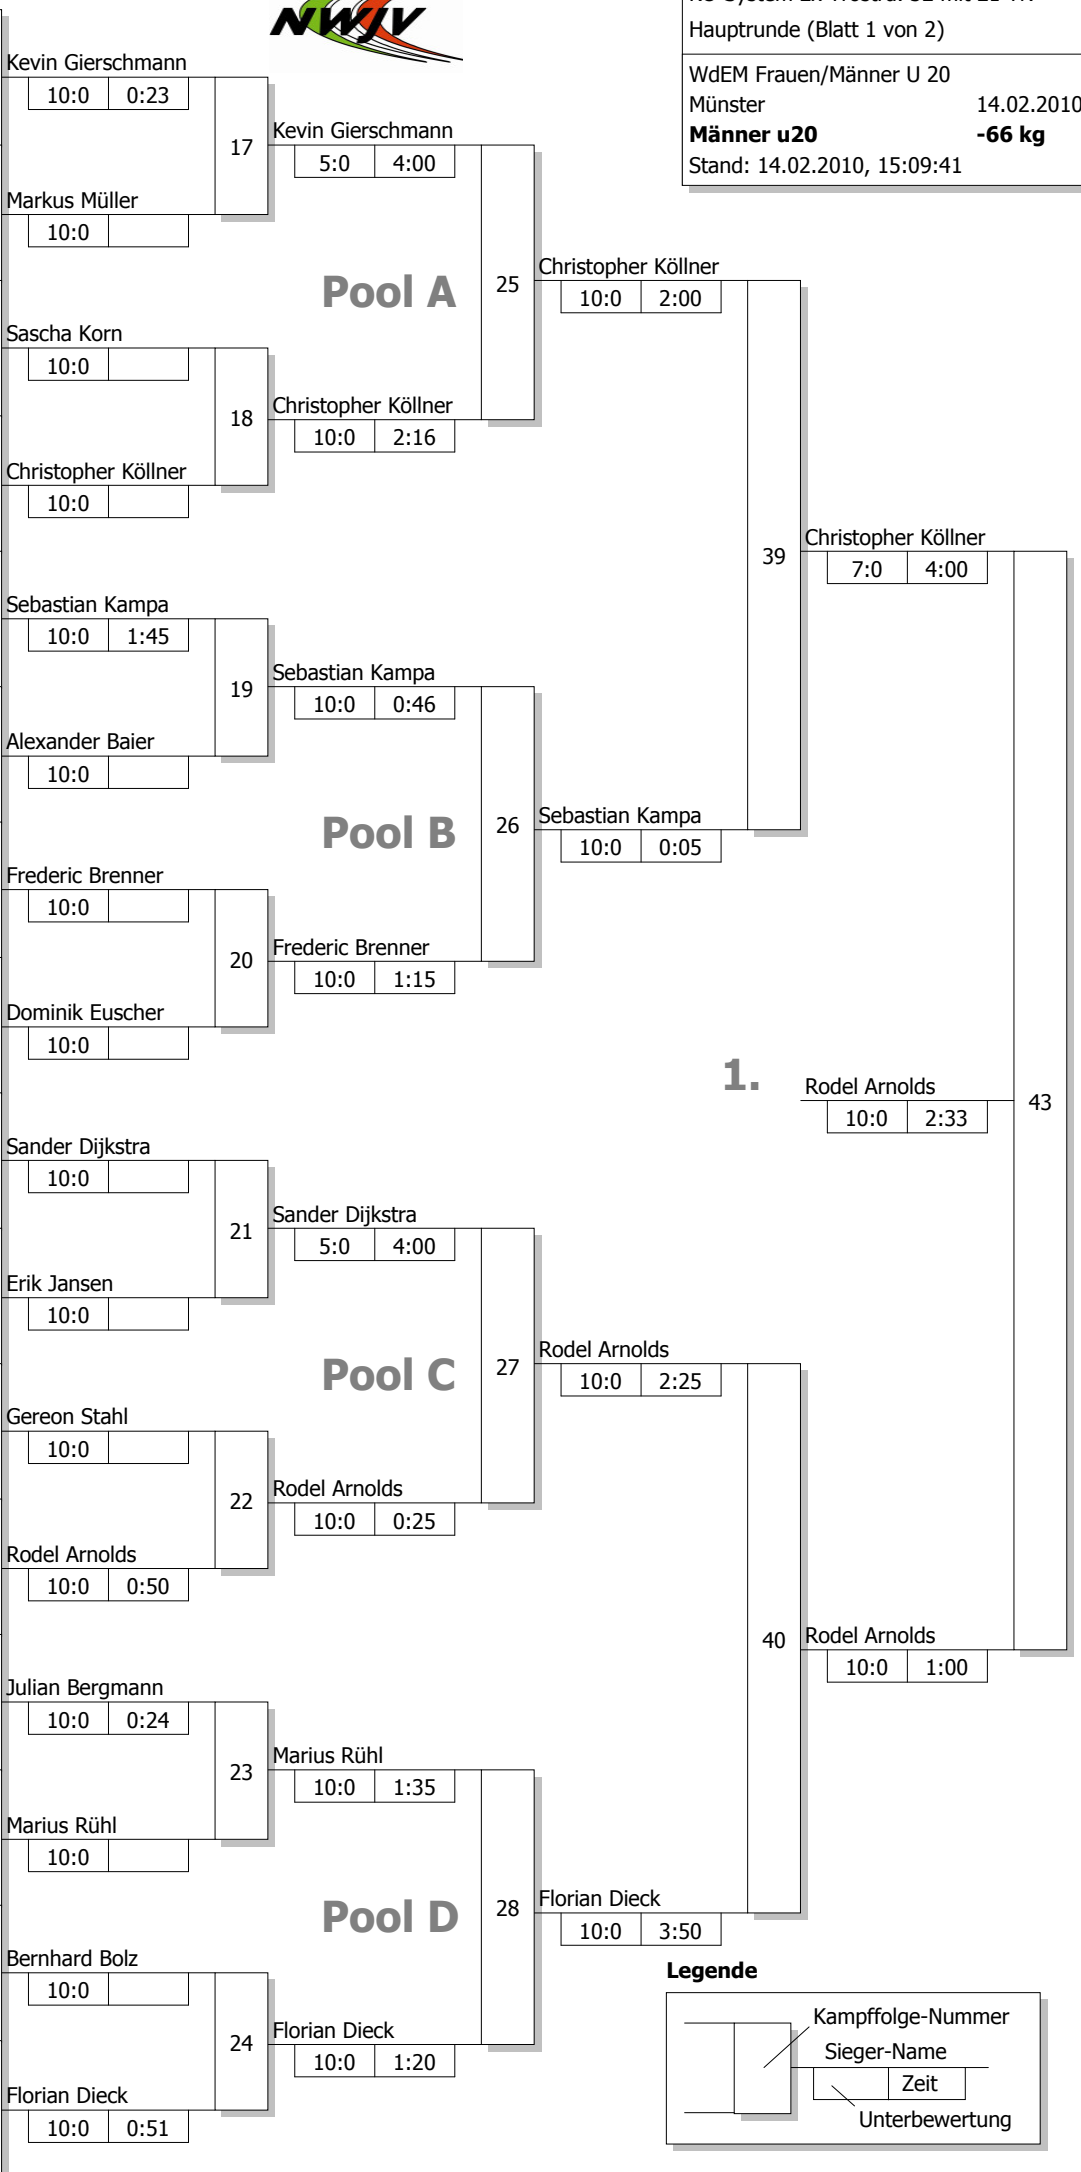 NWJV
Hauptrunde (Blatt 1 von 2)
WdEM Frauen/Männer U 20
Münster 14.02.2010
Männer u20 -66 kg
Stand: 14.02.2010, 15:09:41
Kevin Gierschmann
10:0 0:23
17
Kevin Gierschmann
5:0 4:00
Markus Müller
10:0
Pool A
25
Christopher Köllner
10:0 2:00
Sascha Korn
10:0
18
Christopher Köllner
10:0 2:16
Christopher Köllner
10:0
39
Christopher Köllner
7:0 4:00
Sebastian Kampa
10:0 1:45
19
Sebastian Kampa
10:0 0:46
Alexander Baier
10:0
Pool B
26
Sebastian Kampa
10:0 0:05
Frederic Brenner
10:0
20
Frederic Brenner
10:0 1:15
Dominik Euscher
10:0
1.
Rodel Arnolds
10:0 2:33
43
Sander Dijkstra
10:0
21
Sander Dijkstra
5:0 4:00
Erik Jansen
10:0
Pool C
27
Rodel Arnolds
10:0 2:25
Gereon Stahl
10:0
22
Rodel Arnolds
10:0 0:25
Rodel Arnolds
10:0 0:50
40
Rodel Arnolds
10:0 1:00
Julian Bergmann
10:0 0:24
23
Marius Rühl
10:0 1:35
Marius Rühl
10:0
Pool D
28
Florian Dieck
10:0 3:50
Bernhard Bolz
10:0
24
Florian Dieck
10:0 1:20
Florian Dieck
10:0 0:51
Legende
Kampffolge-Nummer
Sieger-Name
Zeit
Unterbewertung